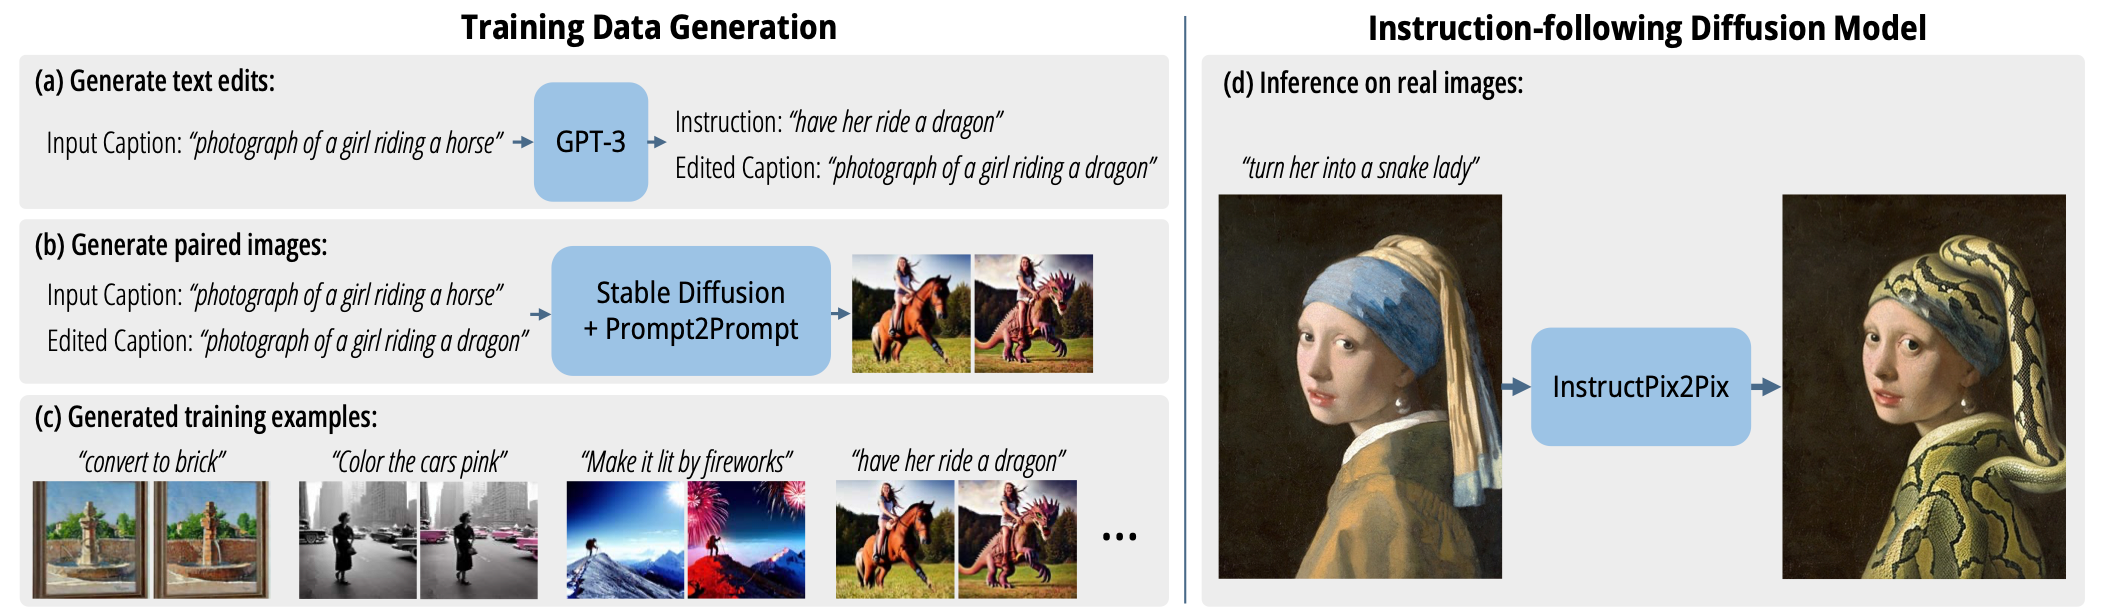 Training Data Generation
(a) Generate text edits:
Input Caption: “photograph of a girl riding a horse”
GPT-3
Instruction: “have her ride a dragon”
Edited Caption: “photograph of a girl riding a dragon”
(b) Generate paired images:
Input Caption: “photograph of a girl riding a horse”
Edited Caption: “photograph of a girl riding a dragon”
Stable Diffusion
+ Prompt2Prompt
(c) Generated training examples:
“convert to brick”
“Color the cars pink”
“Make it lit by fireworks”
“have her ride a dragon”
...
Instruction-following Diffusion Model
(d) Inference on real images:
“turn her into a snake lady”
InstructPix2Pix